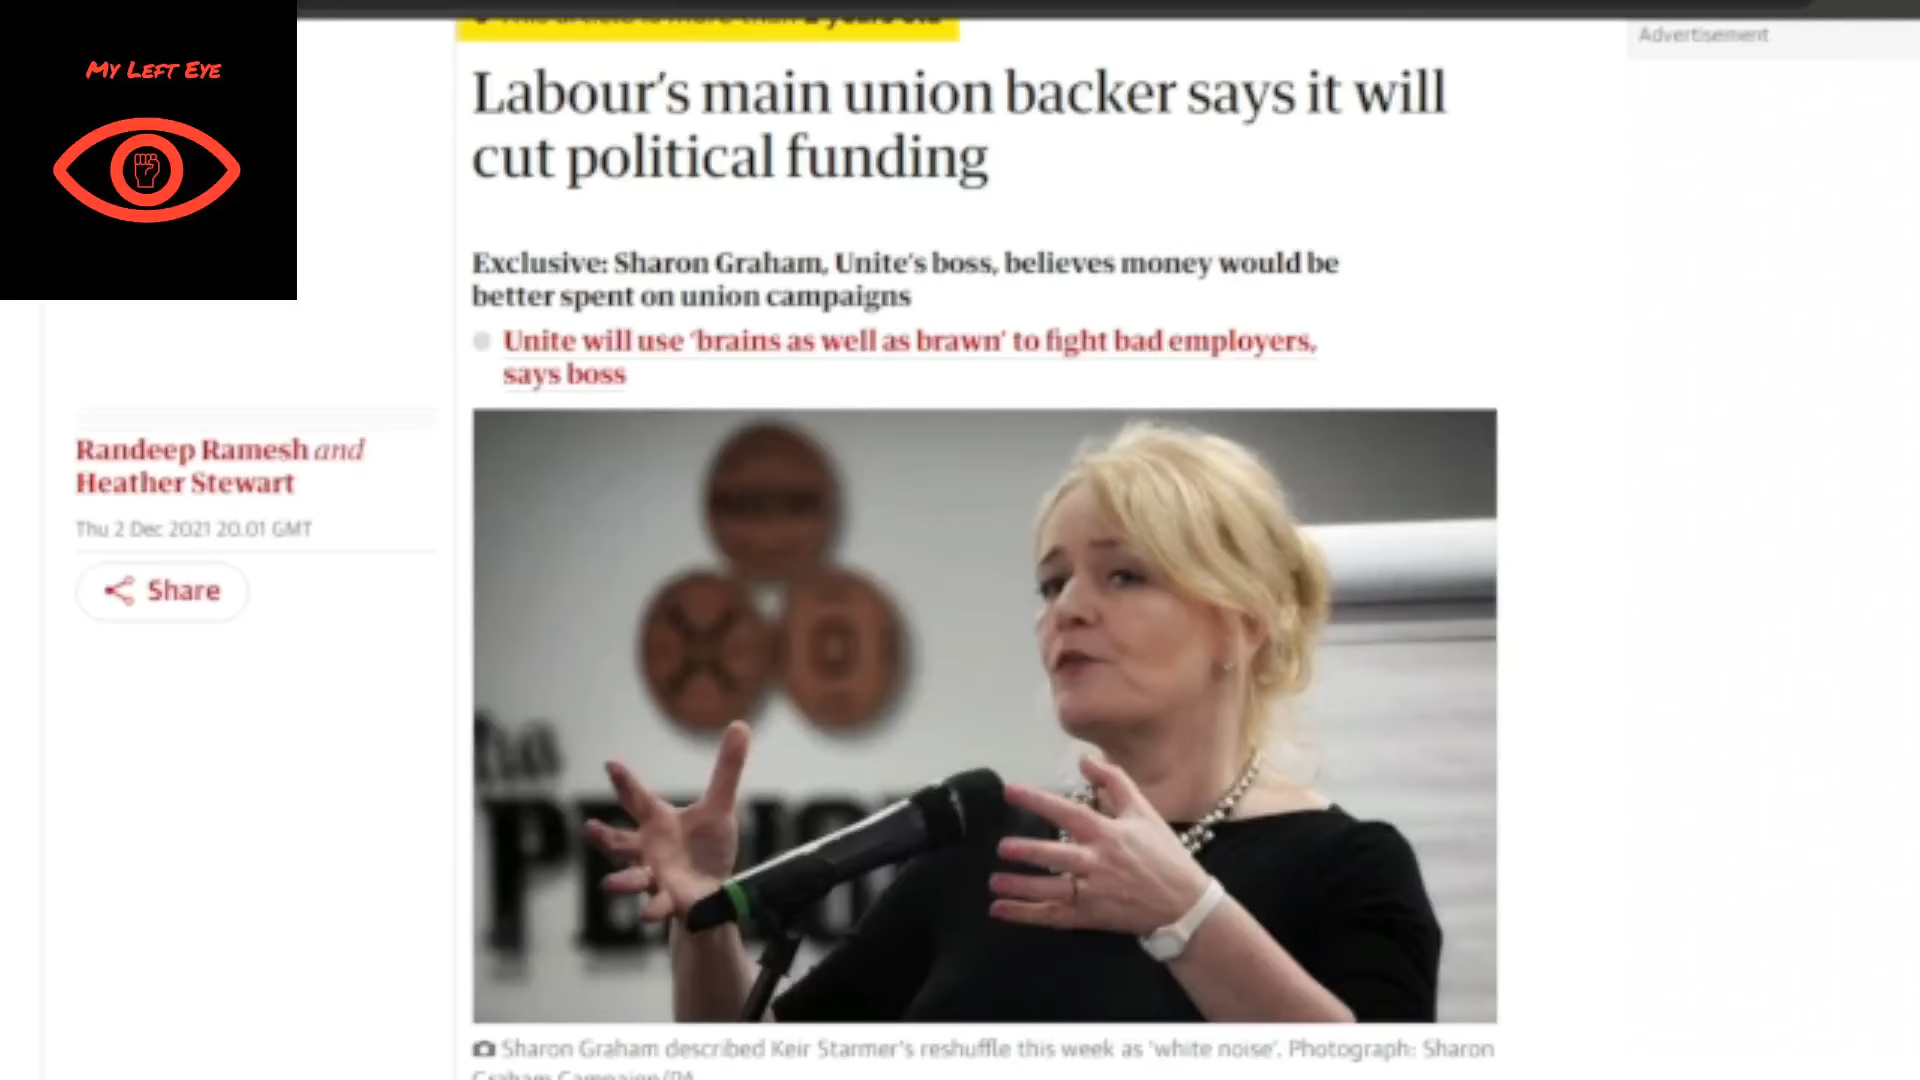 Advertisement
MY LEFT EYE
Labour's main union backer says it will
cut political funding
Exclusive: Sharon Graham, Unite's boss, believes money would be
better spent on union campaigns
Unite will use 'brains as well as brawn' to fight bad employers,
says boss
Randeep Ramesh and
Heather Stewart
Thu 2 Dec 2021 20.01 GMT
Share
Sharon Graham described Keir Starmer's reshuffle this week as 'white noise'. Photograph: Sharon
Graham Campaign/PA